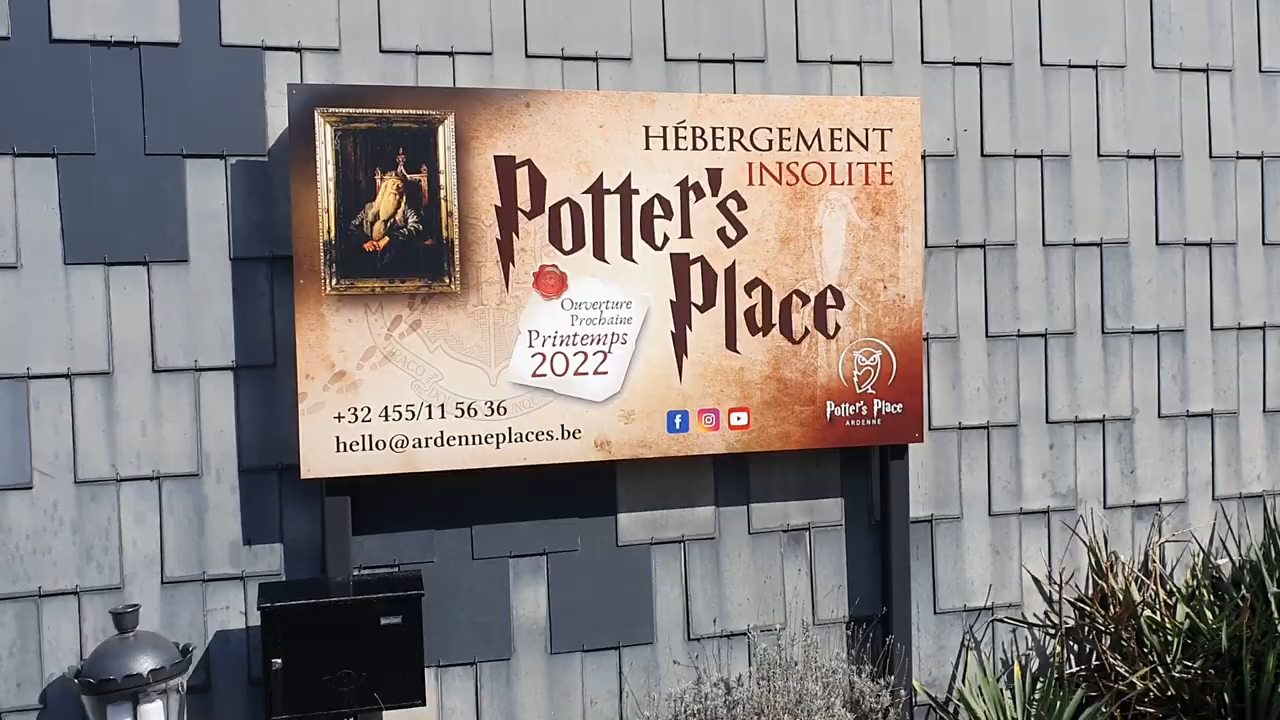 HÉBERGEMENT
INSOLITE
Potter's
Place
Ouverture
Prochaine
Printemps
2022
+32 455/11 56 36
hello@ardenneplaces.be
Potter's Place
ARDENNE